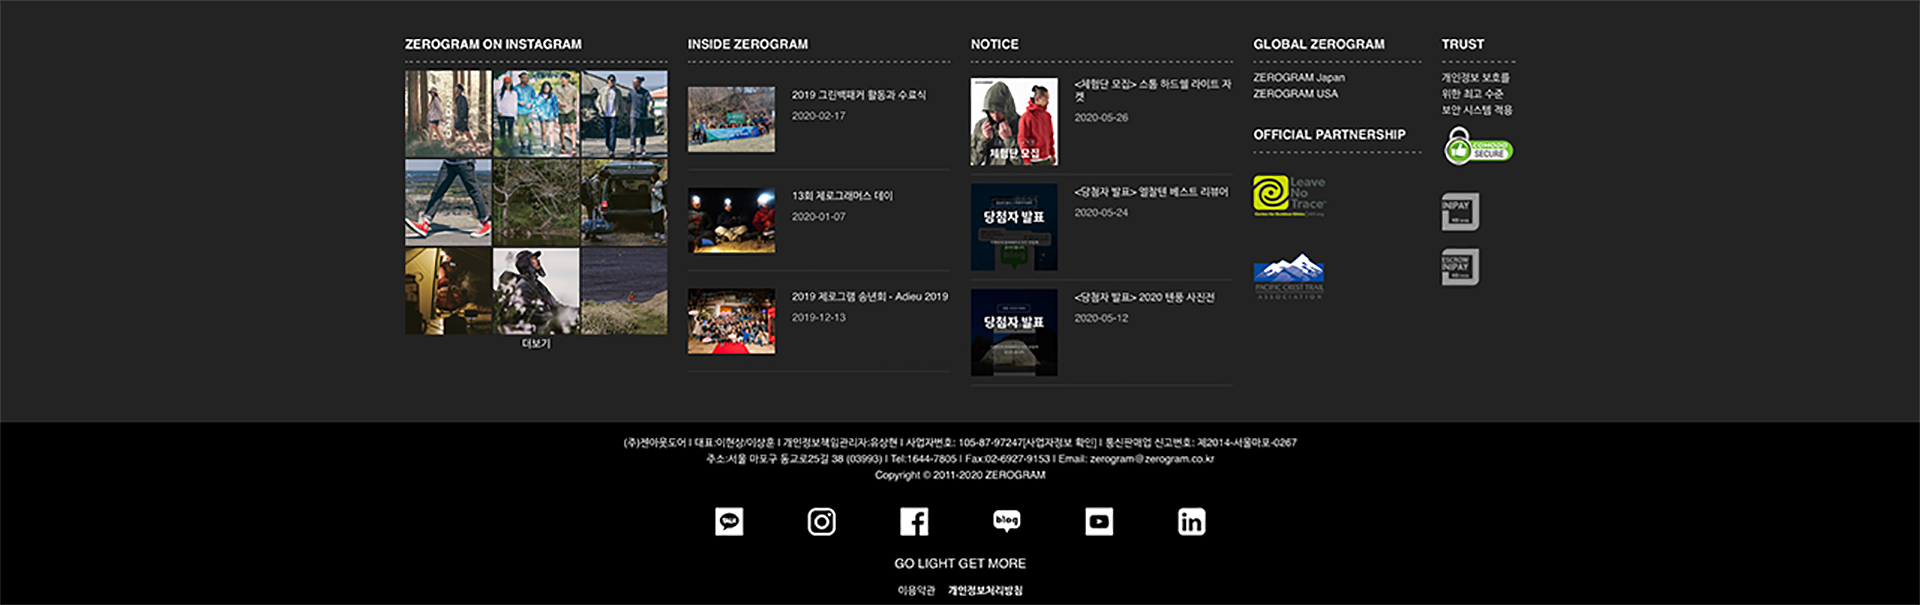 ZEROGRAM ON INSTAGRAM
더보기
INSIDE ZEROGRAM
2019 그린백패커 활동과 수료식
2020-02-17
13회 제로그래머스 데이
2020-01-07
2019 제로그램 송년회 - Adieu 2019
2019-12-13
NOTICE
체험단 모집
<체험단 모집> 스톰 하드쉘 라이트 자
켓
2020-05-26
당첨자 발표
blog
<당첨자 발표> 엘찰텐 베스트 리뷰어
2020-05-24
당첨자 발표
<당첨자 발표> 2020 텐풍 사진전
2020-05-12
GLOBAL ZEROGRAM
ZEROGRAM Japan
ZEROGRAM USA
OFFICIAL PARTNERSHIP
Leave
No
Trace
PACIFIC CREST TRAIL
ASSOCIATION
TRUST
개인정보 보호를
위한 최고 수준
보안 시스템 적용
COMODO
SECURE
INIPAY
ESCROW
INIPAY
(주)젠아웃도어 | 대표:이현상/이상훈 | 개인정보책임관리자:유상현 | 사업자번호: 105-87-97247[사업자정보 확인] | 통신판매업 신고번호: 제2014-서울마포-0267
주소:서울 마포구 동교로25길 38 (03993) | Tel:1644-7805 | Fax:02-6927-9153 | Email: zerogram@zerogram.co.kr
Copyright © 2011-2020 ZEROGRAM
TALK
blog
in
GO LIGHT GET MORE
이용약관 개인정보처리방침